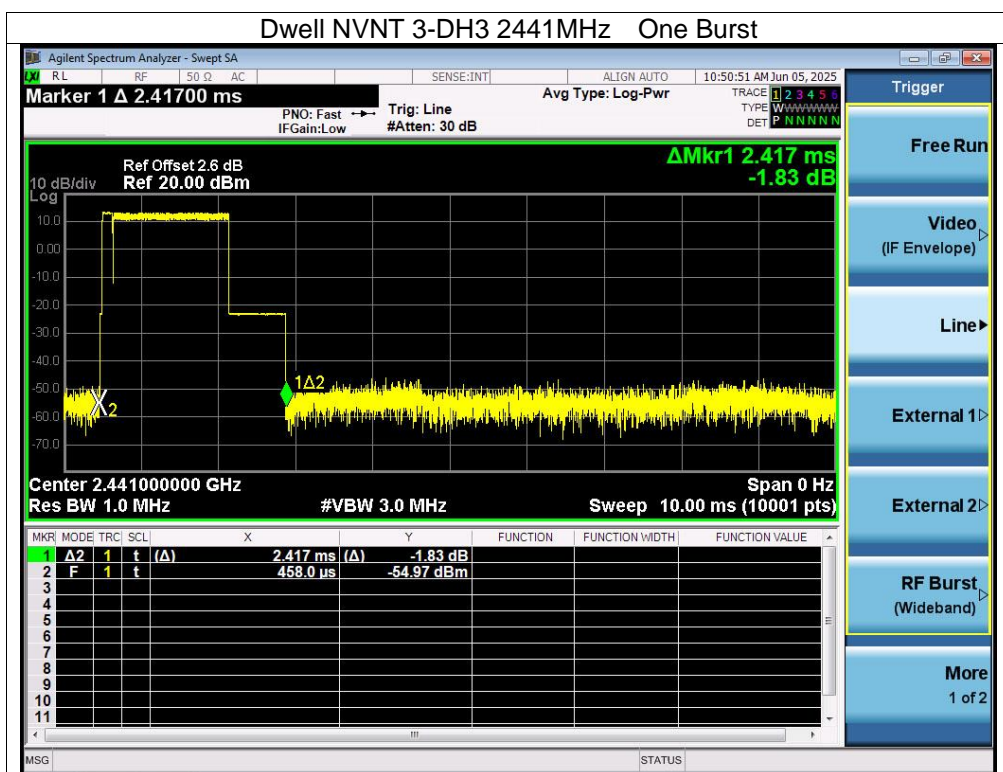 Dwell NVNT 3-DH3 2441MHz One Burst
Agilent Spectrum Analyzer - Swept SA
LXI RL RF 50 Ω AC SENSE:INT ALIGN AUTO 10:50:51 AM Jun 05, 2025
Marker 1 Δ 2.41700 ms
PNO: Fast
IFGain:Low
Trig: Line
#Atten: 30 dB
Avg Type: Log-Pwr
TRACE 1 2 3 4 5 6
TYPE WWWWWWW
DET P N N N N N
Trigger
Ref Offset 2.6 dB
Ref 20.00 dBm
10 dB/div
Log
ΔMkr1 2.417 ms
-1.83 dB
10.0
0.00
-10.0
-20.0
-30.0
-40.0
-50.0
-60.0
-70.0
1Δ2
2
Center 2.441000000 GHz
Span 0 Hz
Res BW 1.0 MHz #VBW 3.0 MHz Sweep 10.00 ms (10001 pts)
MKR MODE TRC SCL X Y FUNCTION FUNCTION WIDTH FUNCTION VALUE
1 Δ2 1 t (Δ) 2.417 ms (Δ) -1.83 dB
2 F 1 t 458.0 µs -54.97 dBm
3
4
5
6
7
8
9
10
11
Free Run
Video
(IF Envelope)
Line
External 1
External 2
RF Burst
(Wideband)
More
1 of 2
MSG STATUS